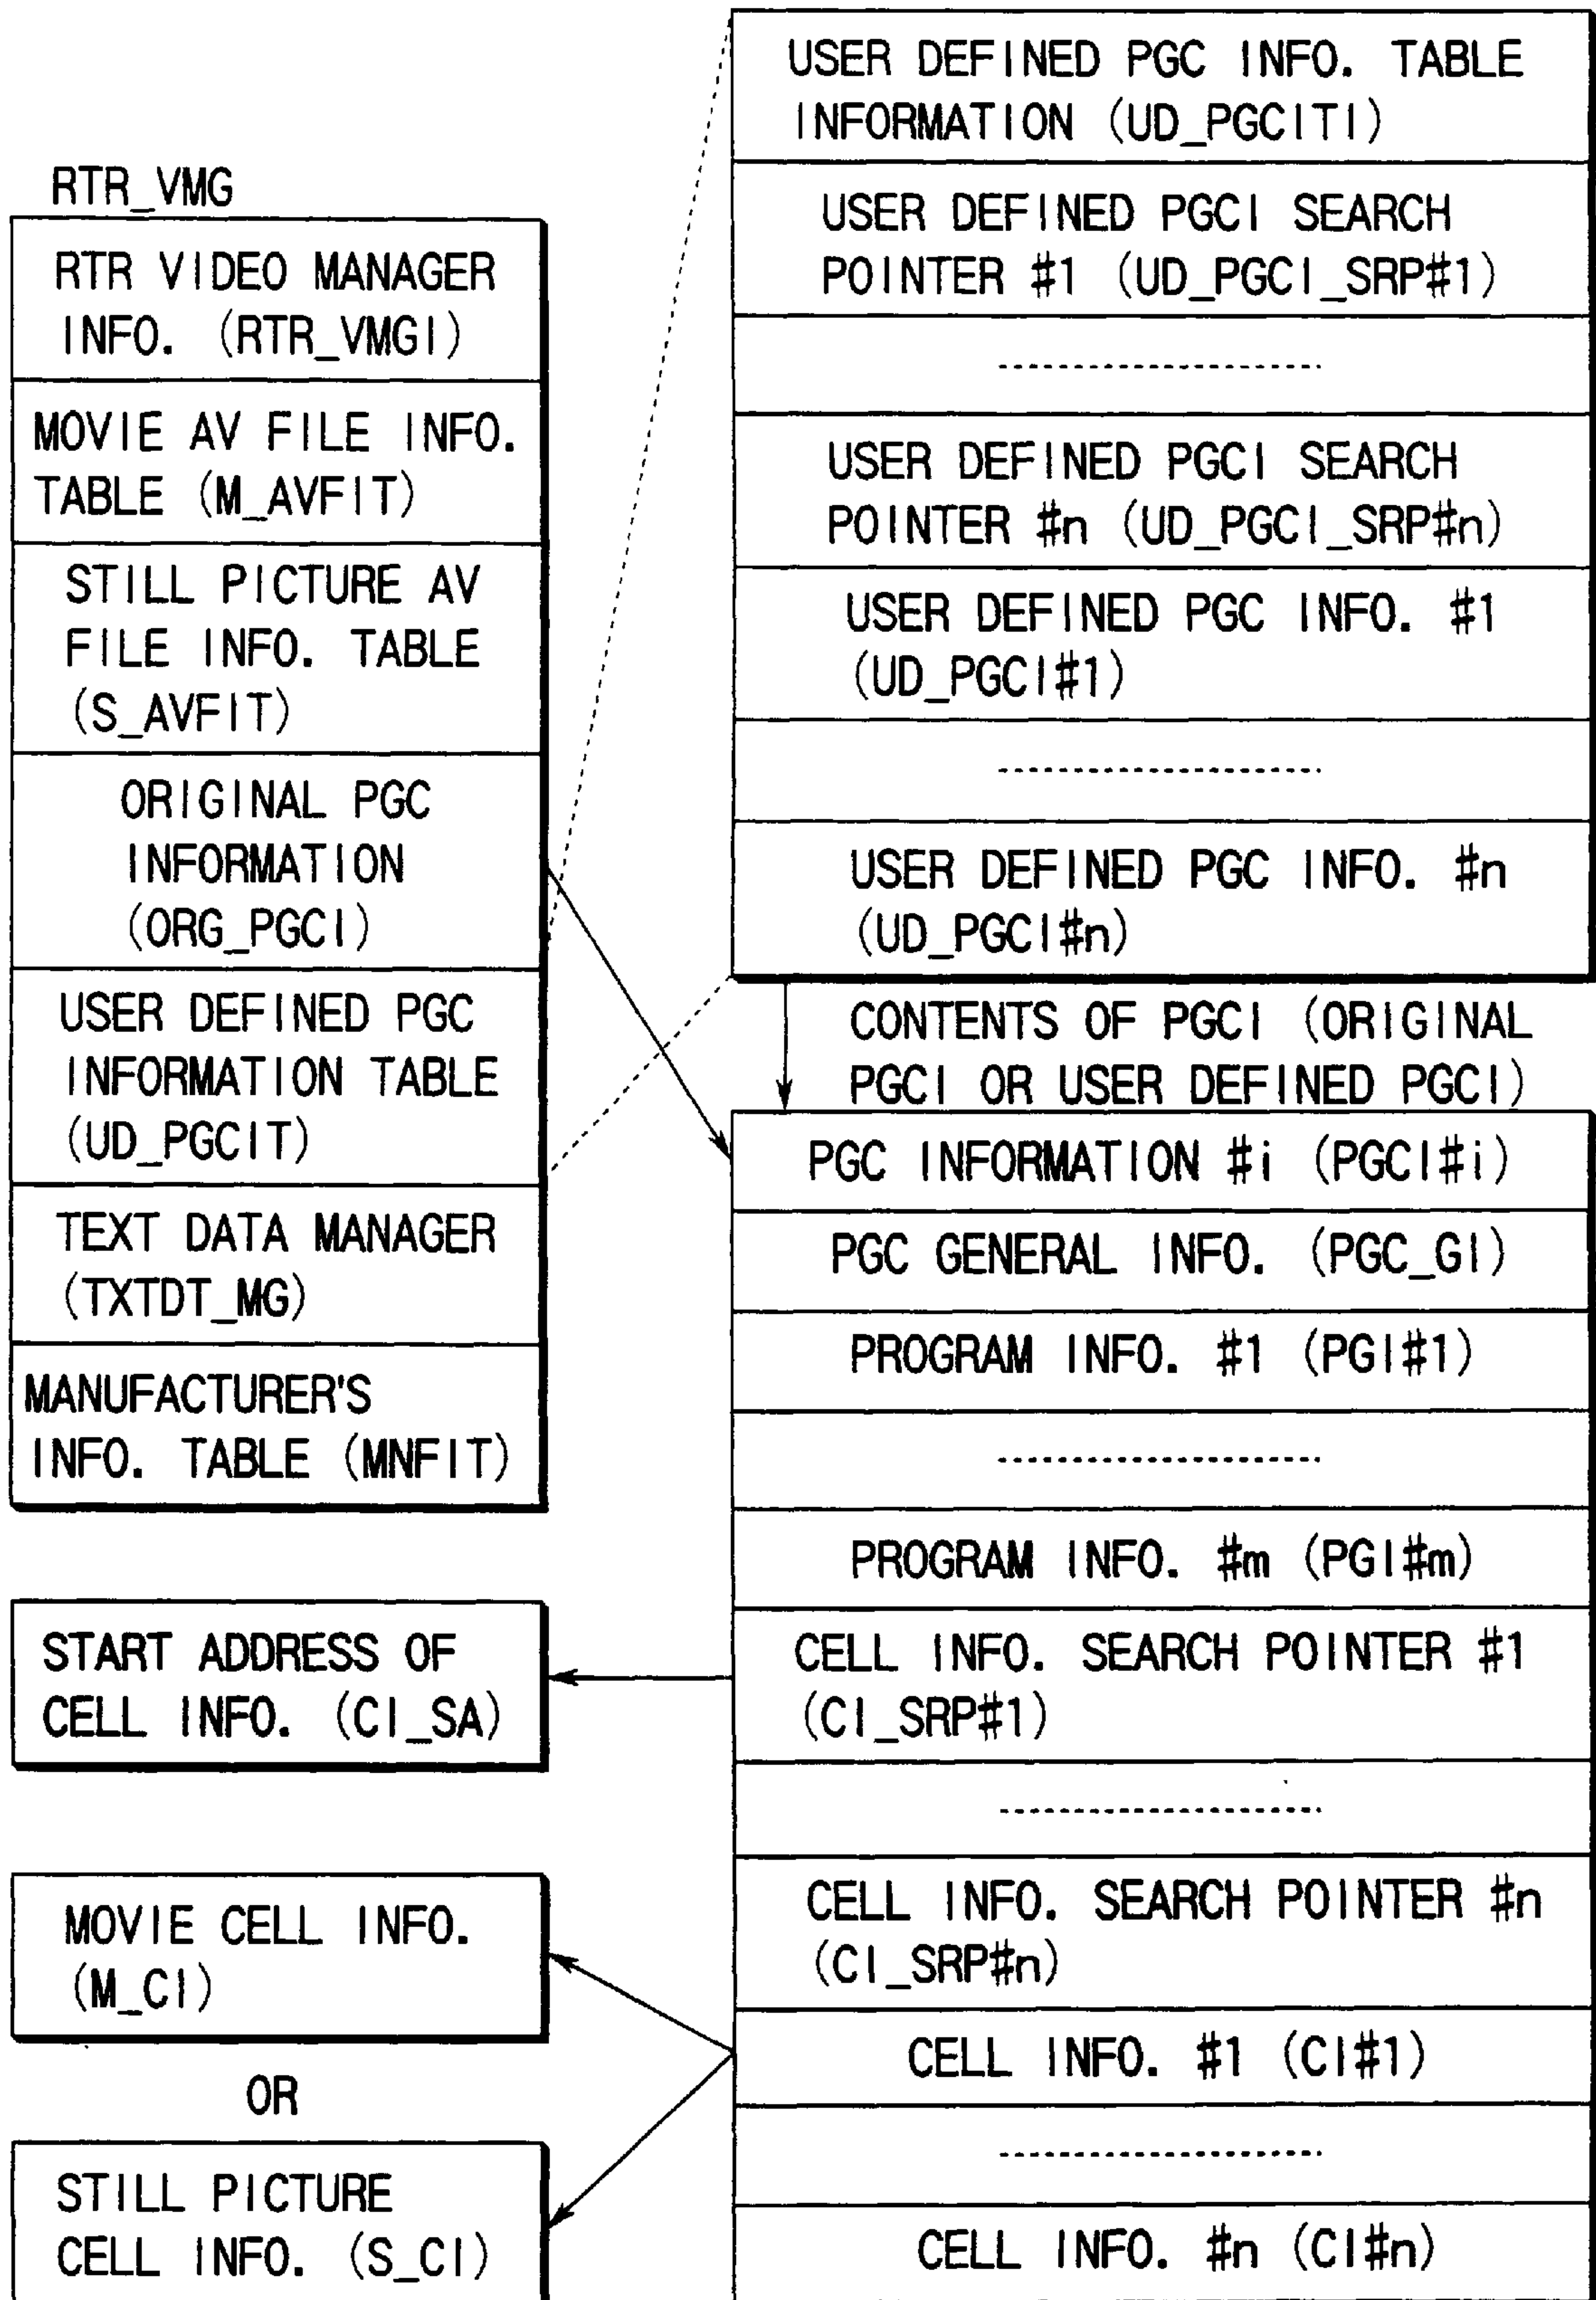 RTR_VMG
RTR VIDEO MANAGER
INFO. (RTR_VMGI)
MOVIE AV FILE INFO.
TABLE (M_AVFIT)
STILL PICTURE AV
FILE INFO. TABLE
(S_AVFIT)
ORIGINAL PGC
INFORMATION
(ORG_PGCI)
USER DEFINED PGC
INFORMATION TABLE
(UD_PGCIT)
TEXT DATA MANAGER
(TXTDT_MG)
MANUFACTURER'S
INFO. TABLE (MNFIT)
START ADDRESS OF
CELL INFO. (CI_SA)
MOVIE CELL INFO.
(M_CI)
OR
STILL PICTURE
CELL INFO. (S_CI)
USER DEFINED PGC INFO. TABLE
INFORMATION (UD_PGCITI)
USER DEFINED PGCI SEARCH
POINTER #1 (UD_PGCI_SRP#1)
USER DEFINED PGCI SEARCH
POINTER #n (UD_PGCI_SRP#n)
USER DEFINED PGC INFO. #1
(UD_PGCI#1)
USER DEFINED PGC INFO. #n
(UD_PGCI#n)
CONTENTS OF PGCI (ORIGINAL
PGCI OR USER DEFINED PGCI)
PGC INFORMATION #i (PGCI#i)
PGC GENERAL INFO. (PGC_GI)
PROGRAM INFO. #1 (PGI#1)
PROGRAM INFO. #m (PGI#m)
CELL INFO. SEARCH POINTER #1
(CI_SRP#1)
CELL INFO. SEARCH POINTER #n
(CI_SRP#n)
CELL INFO. #1 (CI#1)
CELL INFO. #n (CI#n)